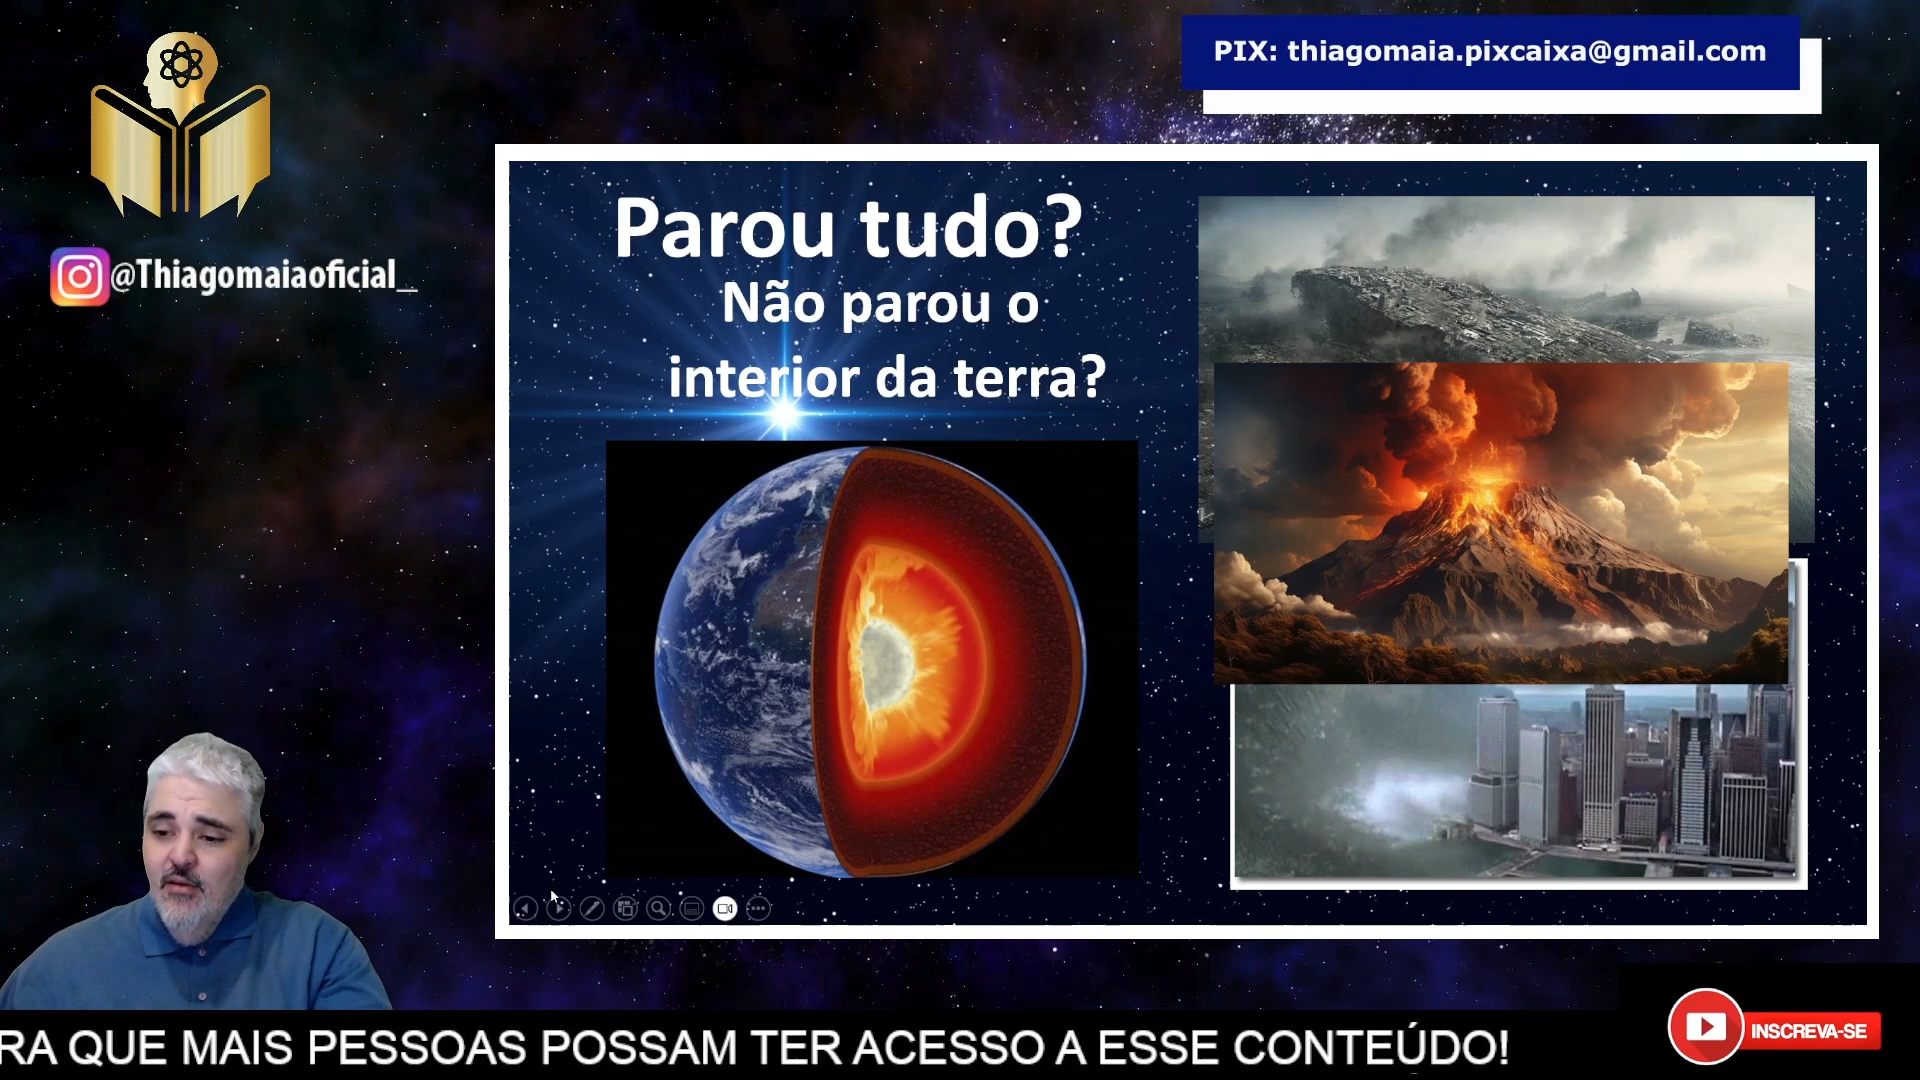 PIX: thiagomaia.pixcaixa@gmail.com
@Thiagomaiaoficial_
Parou tudo?
Não parou o
interior da terra?
RA QUE MAIS PESSOAS POSSAM TER ACESSO A ESSE CONTEÚDO!
INSCREVA-SE